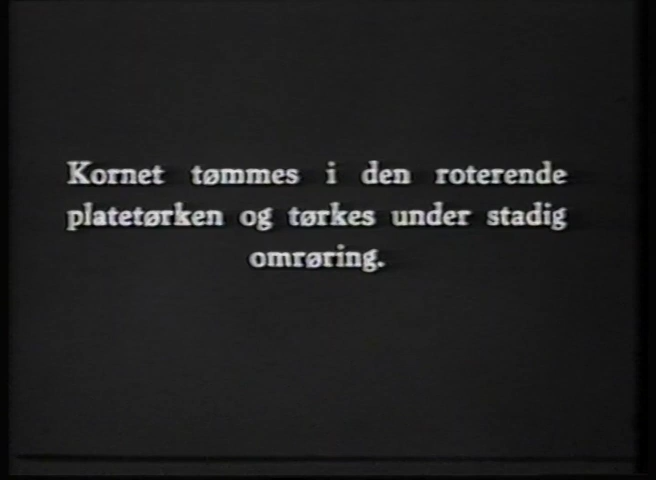 Kornet tømmes i den roterende
platetørken og tørkes under stadig
omrøring.